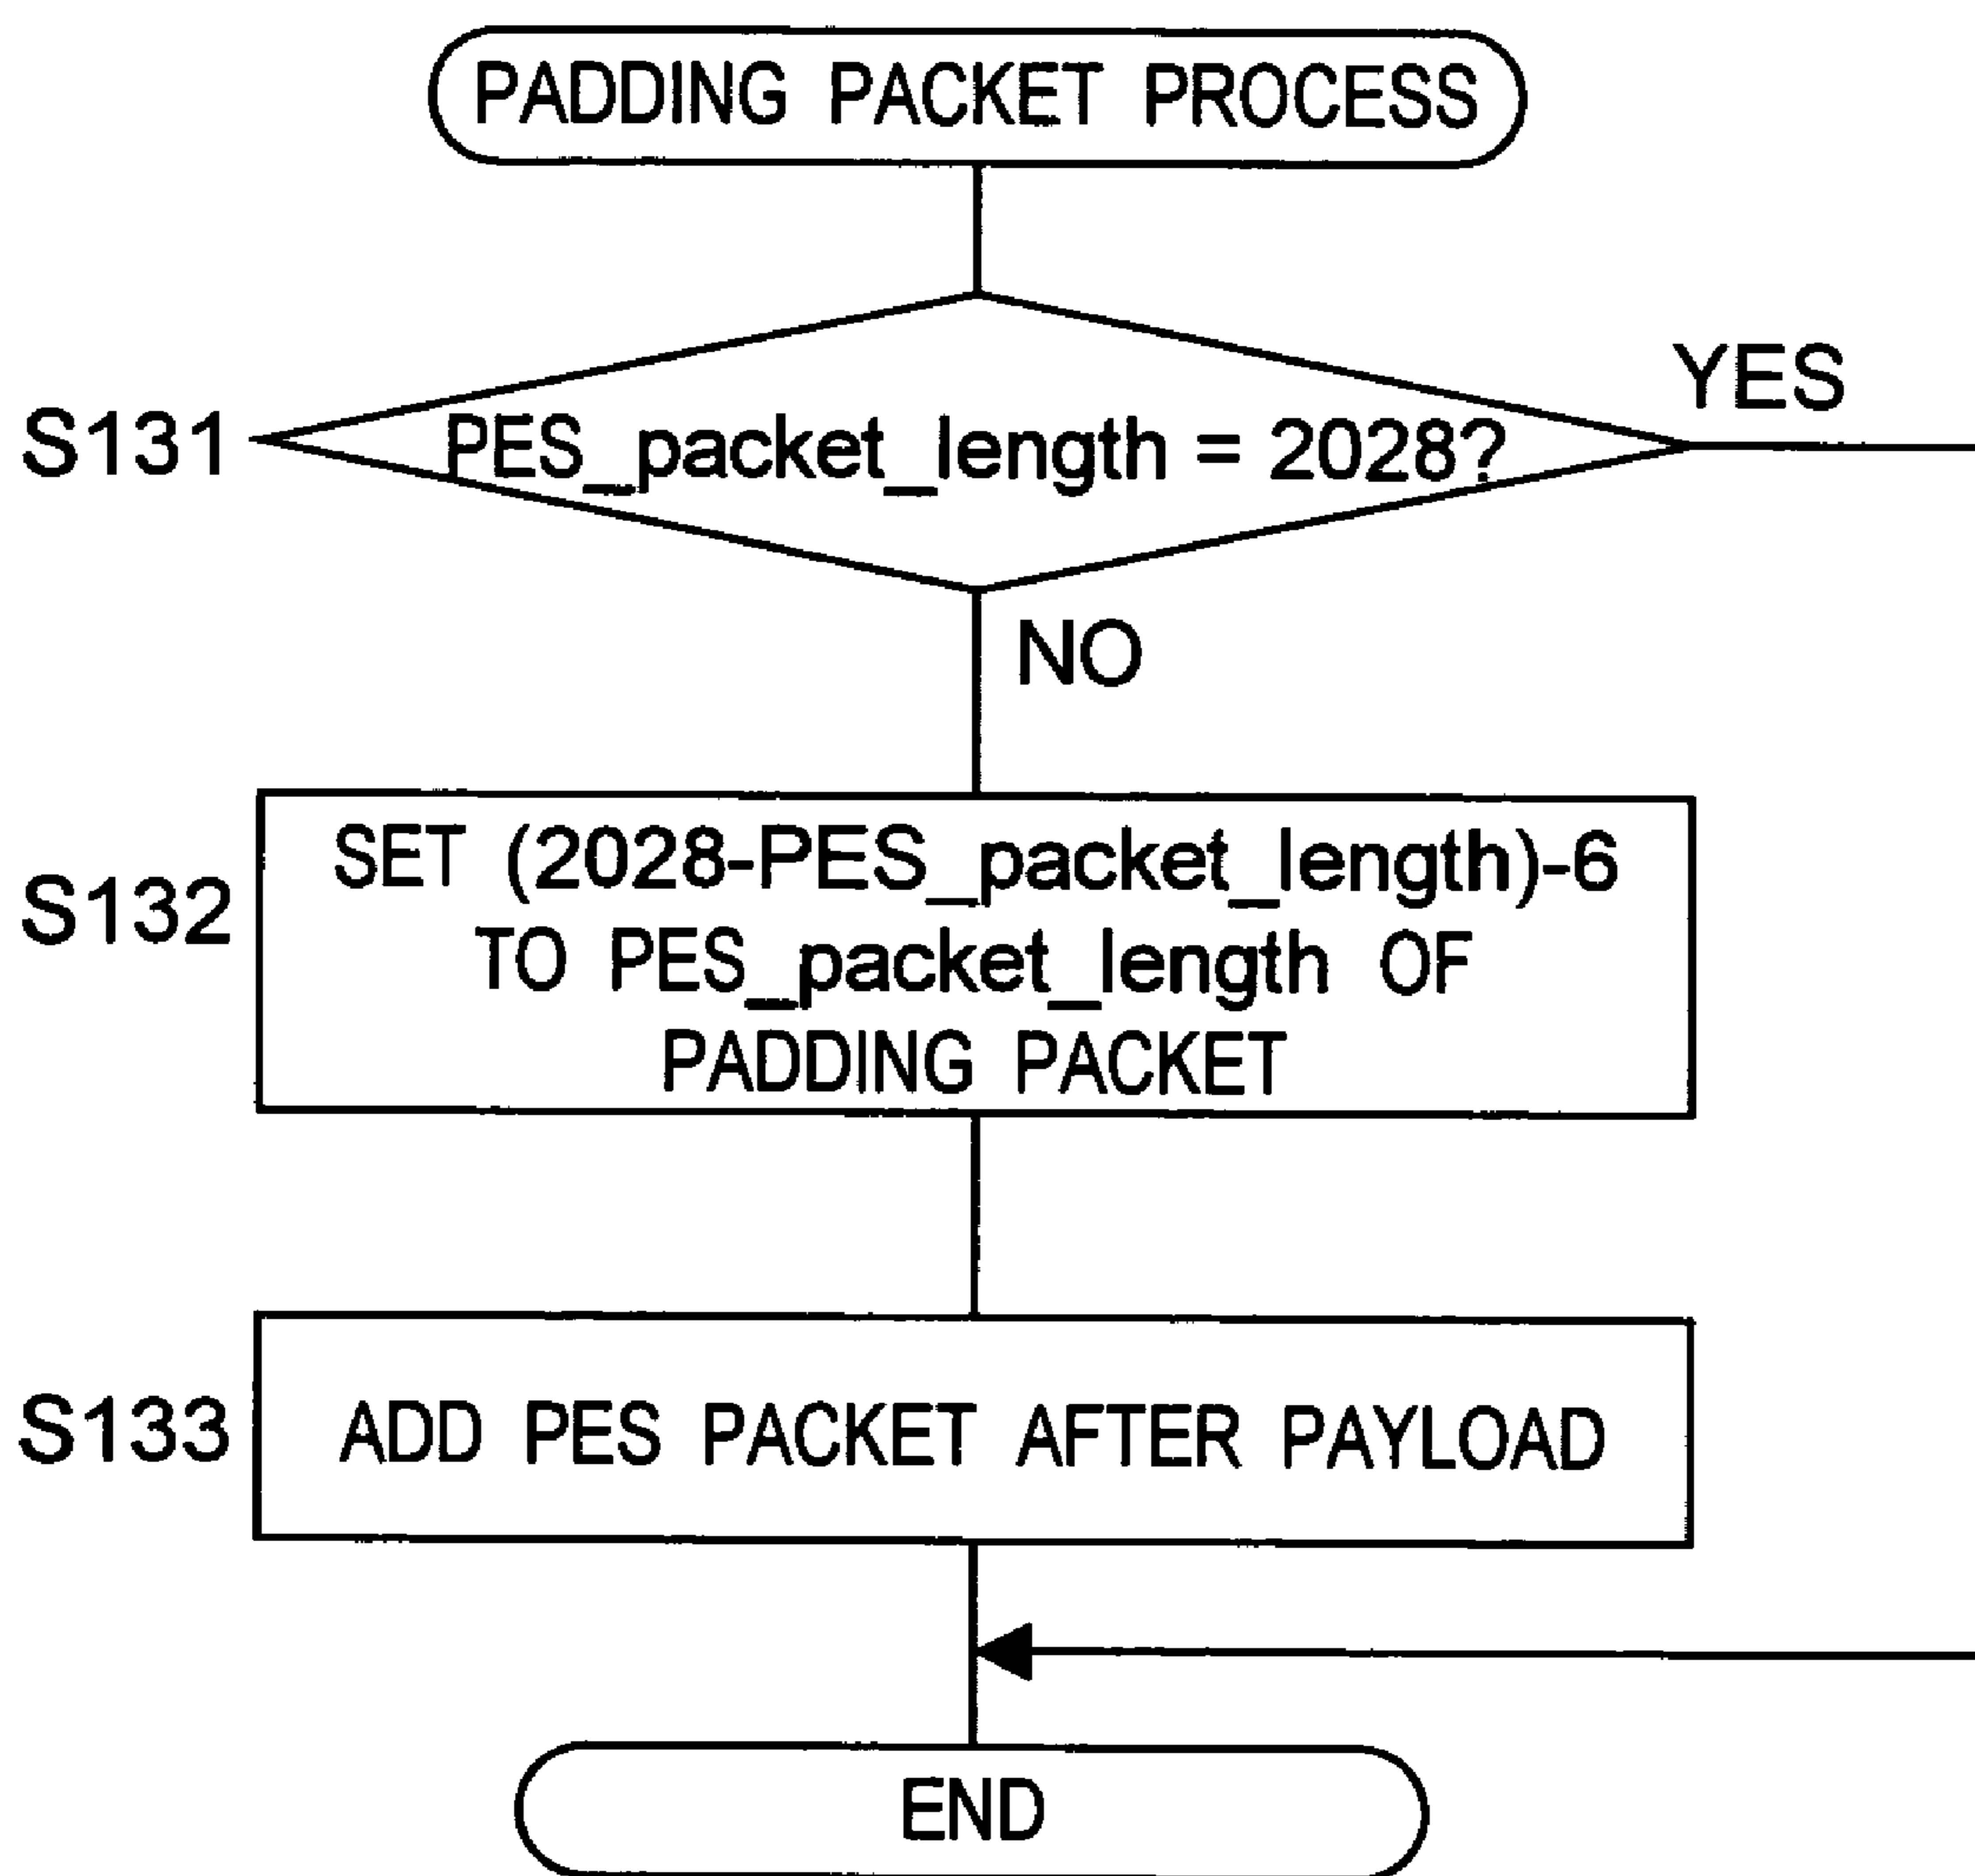 PADDING PACKET PROCESS
YES
S131
PES_packet_length = 2028?
NO
S132
SET (2028-PES_packet_length)-6
TO PES_packet_length OF
PADDING PACKET
S133
ADD PES PACKET AFTER PAYLOAD
END